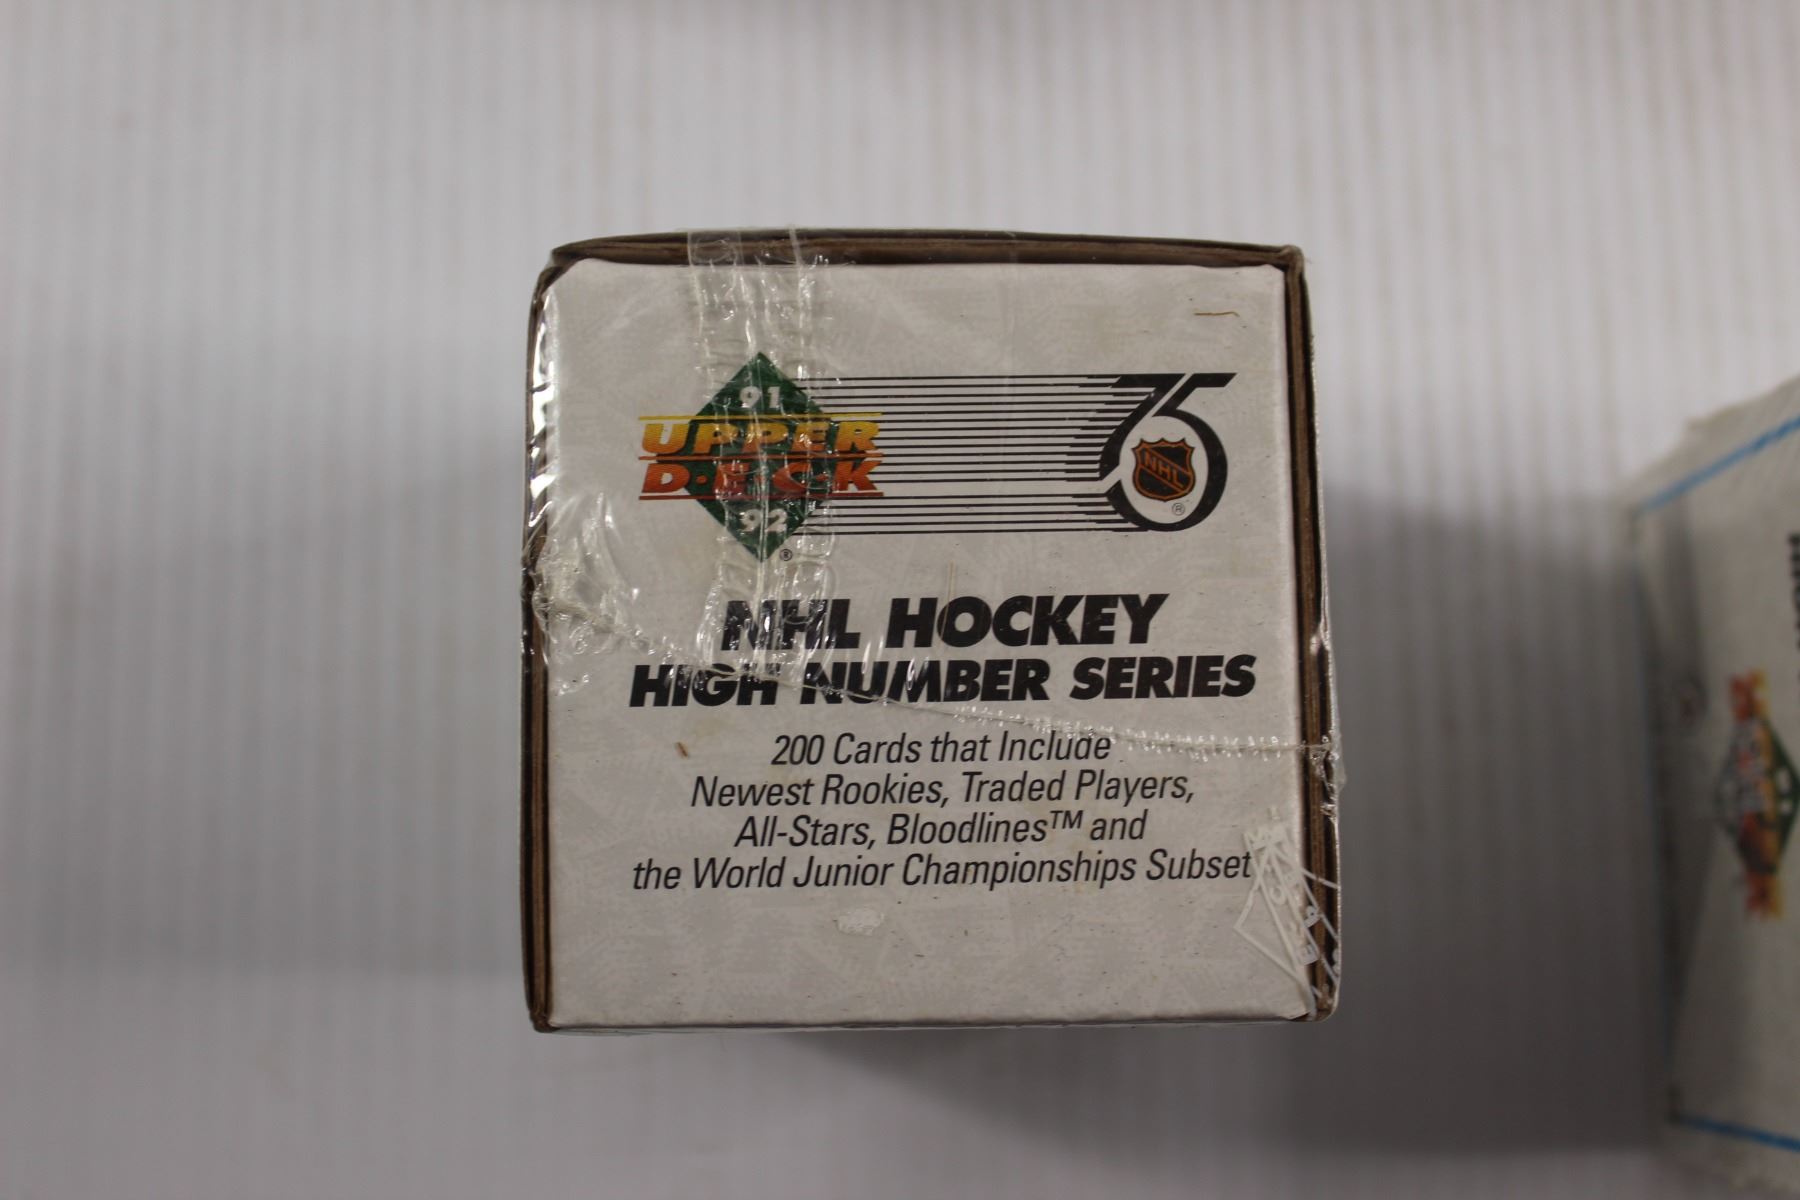 91
UPPER
D·E·C·K
92
®
75
NHL
®
NHL HOCKEY
HIGH NUMBER SERIES
200 Cards that Include
Newest Rookies, Traded Players,
All-Stars, Bloodlines™ and
the World Junior Championships Subset